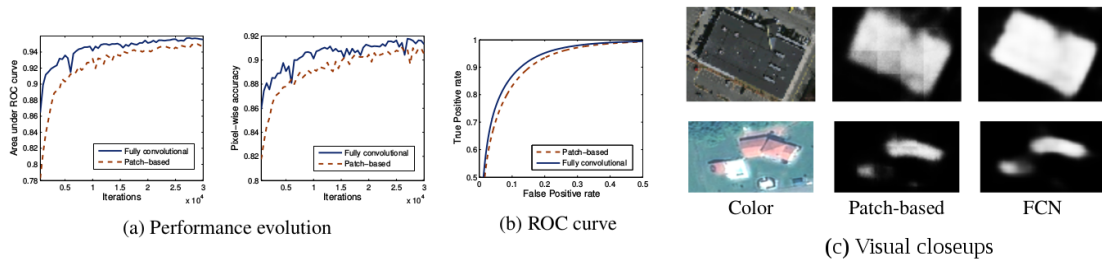 Area under ROC curve
0.94
0.92
0.9
0.88
0.86
0.84
0.82
0.8
0.78
Fully convolutional
Patch-based
0.5 1 1.5 2 2.5 3
Iterations x 10^4
Pixel-wise accuracy
0.92
0.9
0.88
0.86
0.84
0.82
0.8
Fully convolutional
Patch-based
0.5 1 1.5 2 2.5 3
Iterations x 10^4
(a) Performance evolution
True Positive rate
1
0.9
0.8
0.7
0.6
0.5
Patch-based
Fully convolutional
0 0.1 0.2 0.3 0.4 0.5
False Positive rate
(b) ROC curve
Color Patch-based FCN
(c) Visual closeups